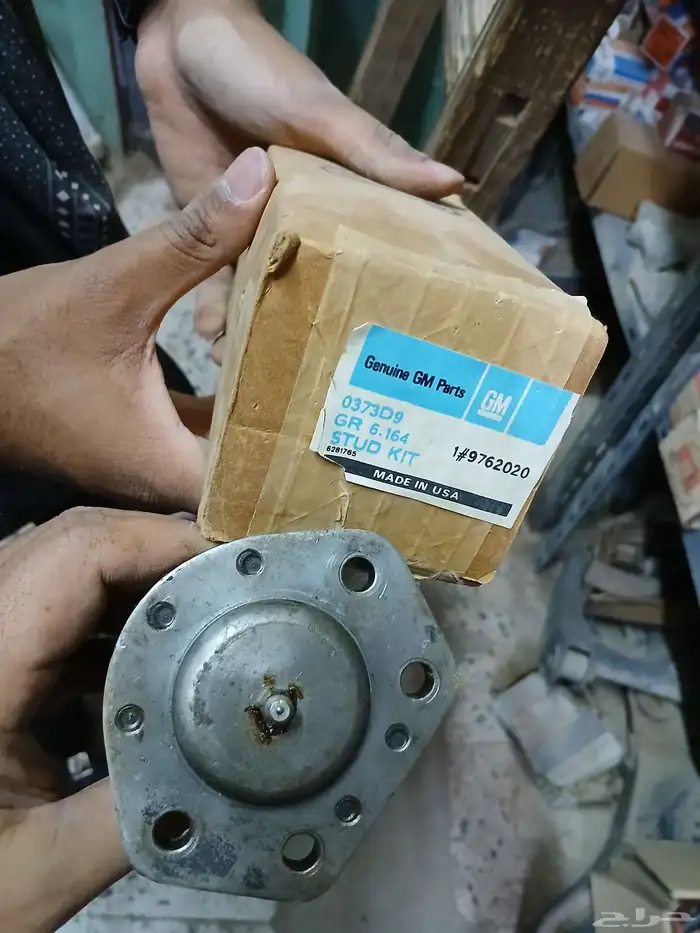 Genuine GM Parts
GM
0373D9
GR 6.164
STUD KIT
1#9762020
6281765
MADE IN USA
حراج